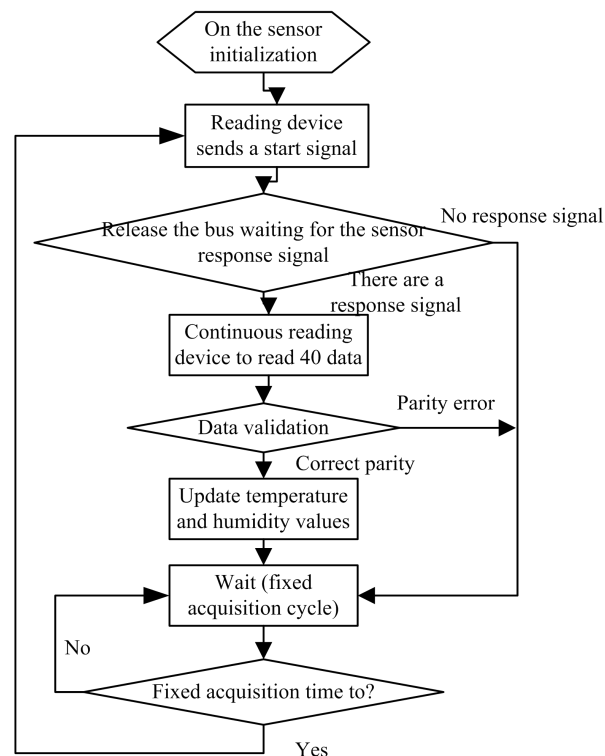 On the sensor
initialization
Reading device
sends a start signal
Release the bus waiting for the sensor
response signal
No response signal
There are a
response signal
Continuous reading
device to read 40 data
Data validation
Parity error
Correct parity
Update temperature
and humidity values
Wait (fixed
acquisition cycle)
No
Fixed acquisition time to?
Yes